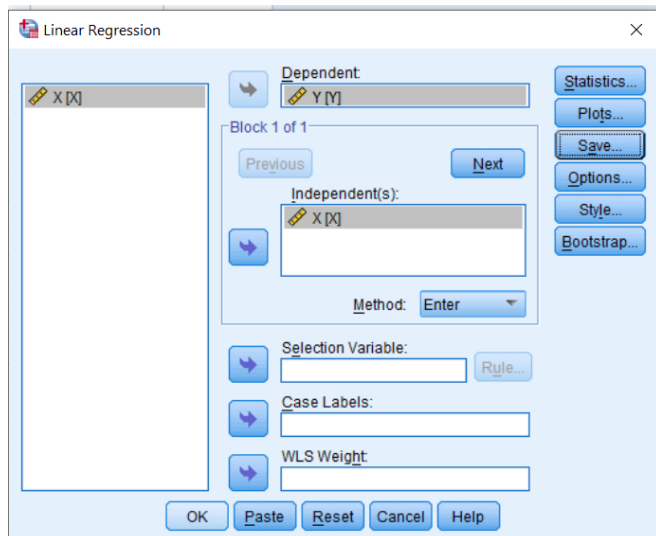 Linear Regression
X [X]
Dependent:
Y [Y]
Block 1 of 1
Previous
Next
Independent(s):
X [X]
Method:
Enter
Selection Variable:
Rule...
Case Labels:
WLS Weight:
Statistics...
Plots...
Save...
Options...
Style...
Bootstrap...
OK
Paste
Reset
Cancel
Help